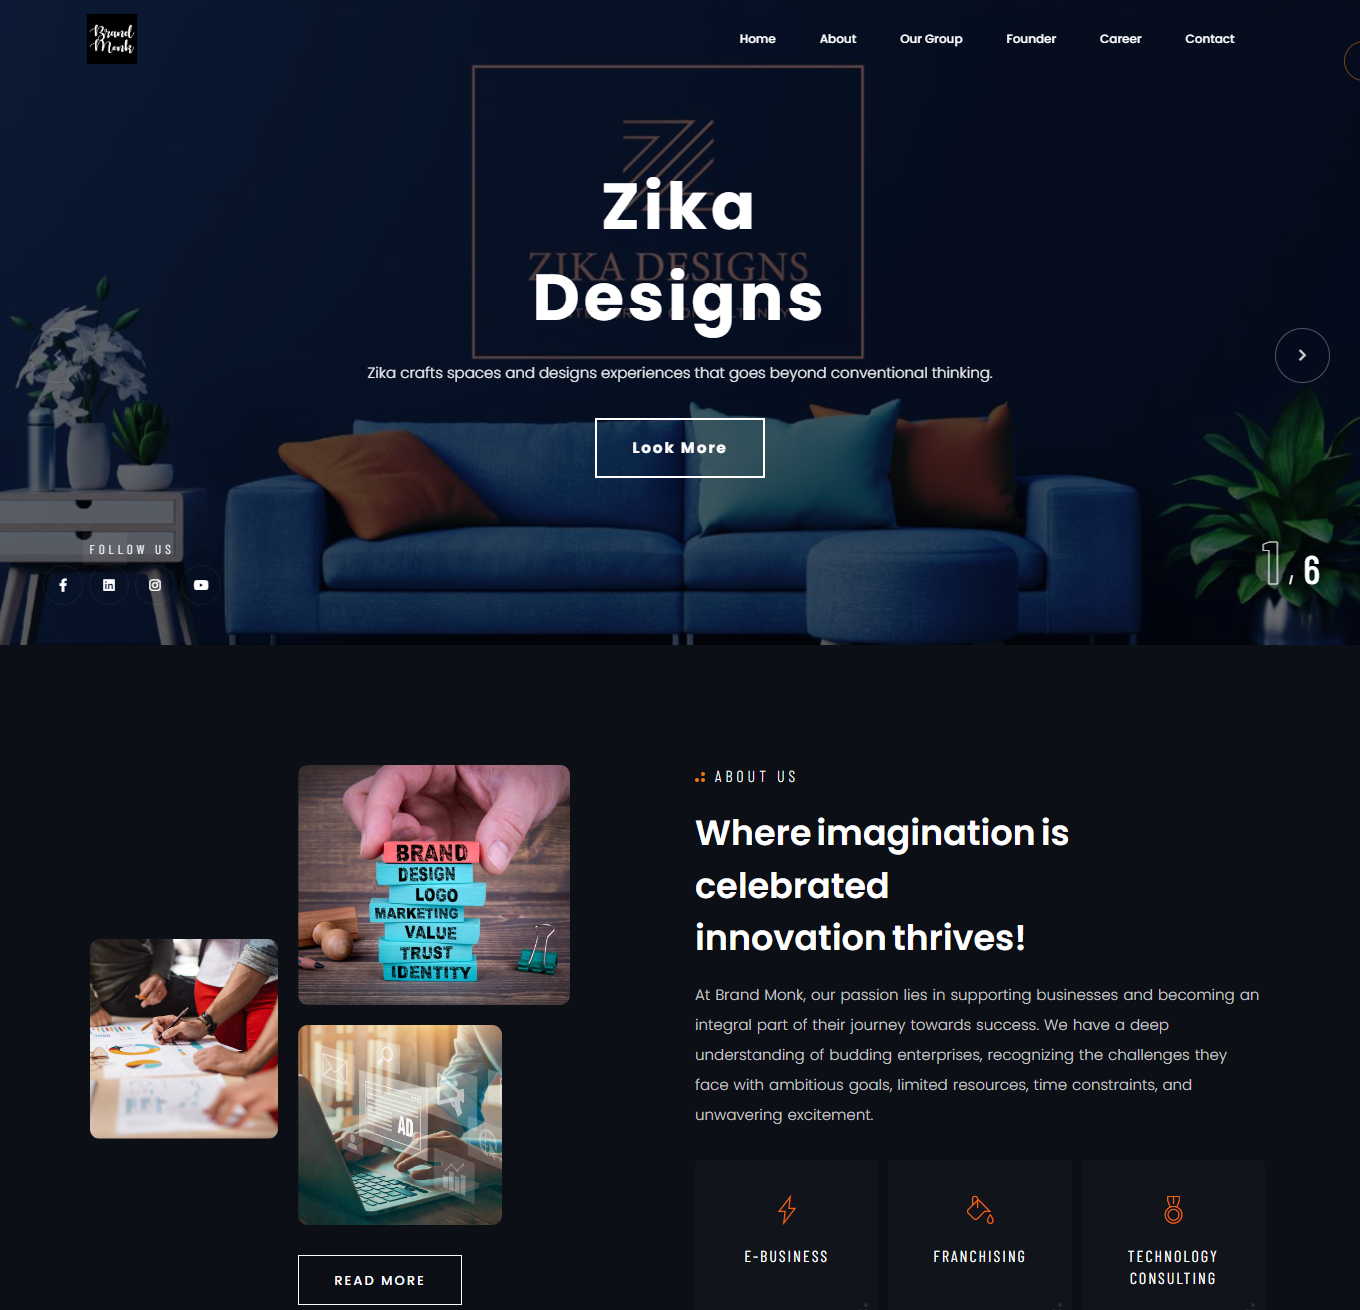 Brand
Monk
Home About Our Group Founder Career Contact
Zika
ZIKA DESIGNS
Designs
Zika crafts spaces and designs experiences that goes beyond conventional thinking.
Look More
FOLLOW US
1, 6
BRAND
DESIGN
LOGO
MARKETING
VALUE
TRUST
IDENTITY
AD
READ MORE
ABOUT US
Where imagination is
celebrated
innovation thrives!
At Brand Monk, our passion lies in supporting businesses and becoming an
integral part of their journey towards success. We have a deep
understanding of budding enterprises, recognizing the challenges they
face with ambitious goals, limited resources, time constraints, and
unwavering excitement.
E-BUSINESS
FRANCHISING
TECHNOLOGY
CONSULTING